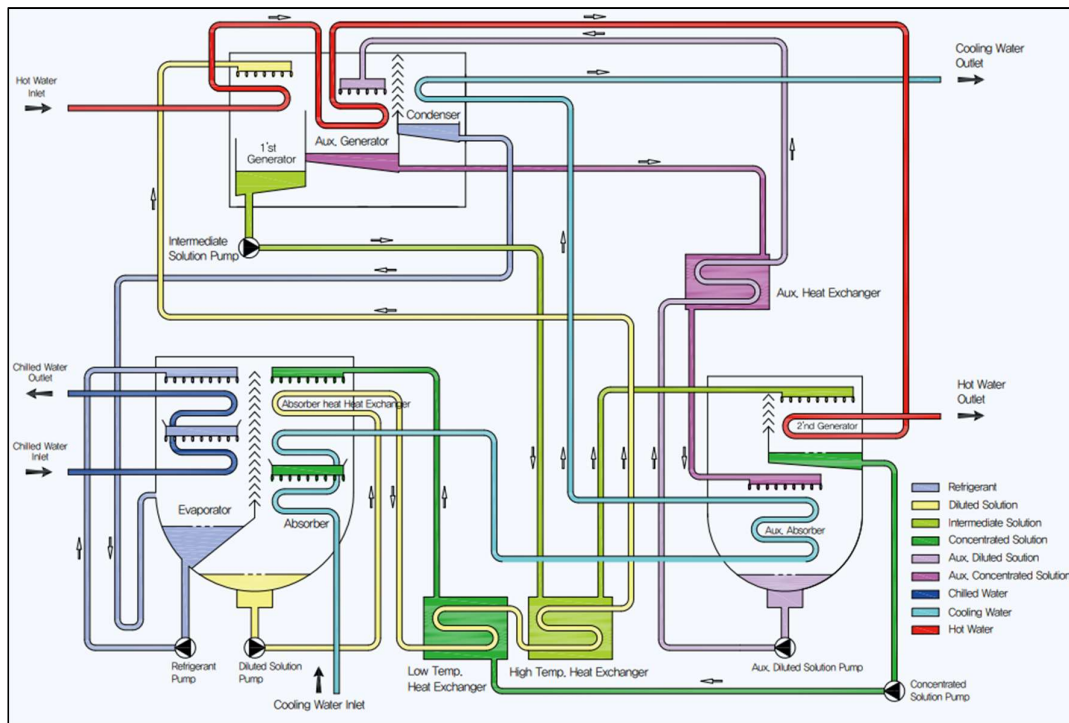 Cooling Water
Outlet
Hot Water
Inlet
Condenser
Aux, Generator
1'st
Generator
Intermediate
Solution Pump
Aux, Heat Exchanger
Chilled Water
Outlet
Absorber heat Heat Exchanger
Hot Water
Outlet
2'nd Generator
Chilled Water
Inlet
Evaporator
Absorber
Aux, Absorber
Refrigerant
Diluted Solution
Intermediate Solution
Concentrated Solution
Aux, Diluted Soution
Aux, Concentrated Solution
Chilled Water
Cooling Water
Hot Water
Refrigerant
Pump
Diluted Solution
Pump
Low Temp,
Heat Exchanger
High Temp, Heat Exchanger
Aux, Diluted Solution Pump
Concentrated
Solution Pump
Cooling Water Inlet